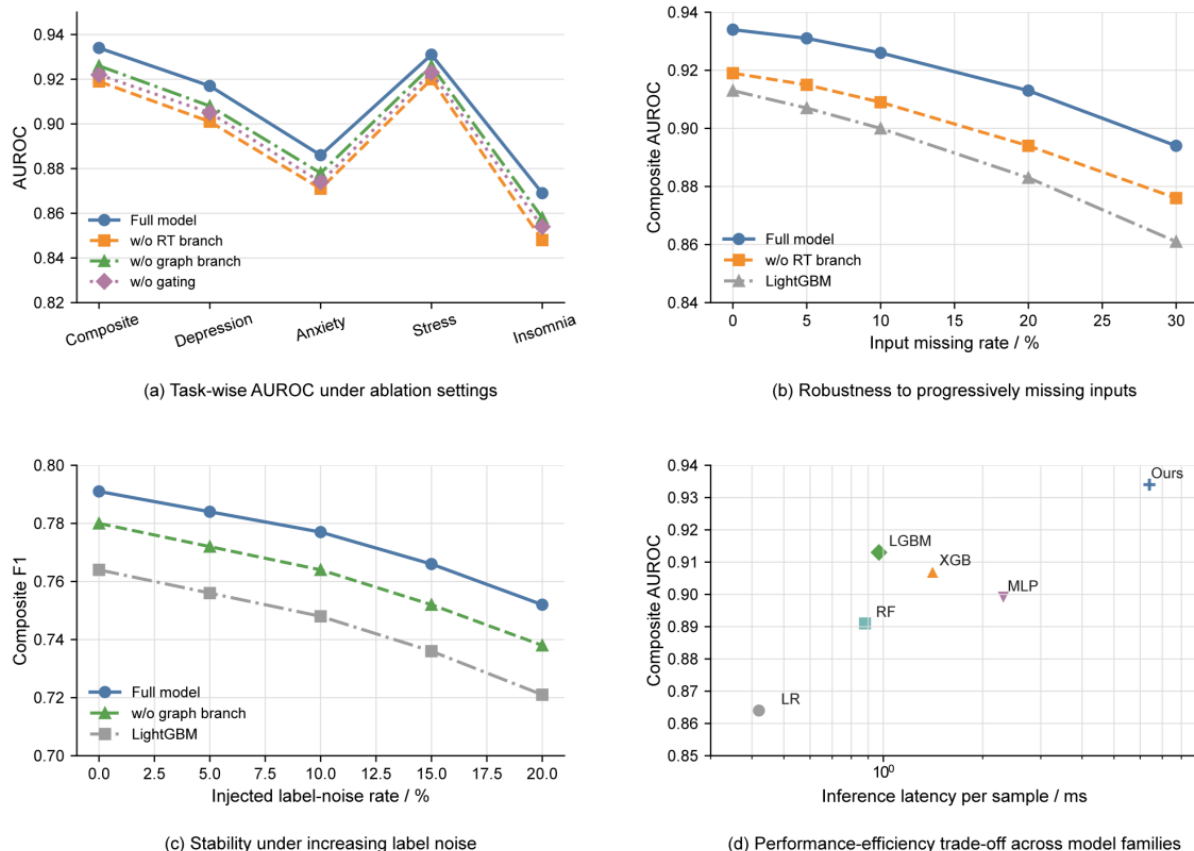 0.94
0.92
0.90
0.88
0.86
0.84
0.82
AUROC
Full model
w/o RT branch
w/o graph branch
w/o gating
Composite
Depression
Anxiety
Stress
Insomnia
(a) Task-wise AUROC under ablation settings
0.94
0.92
0.90
0.88
0.86
0.84
Composite AUROC
Full model
w/o RT branch
LightGBM
0 5 10 15 20 25 30
Input missing rate / %
(b) Robustness to progressively missing inputs
0.80
0.78
0.76
0.74
0.72
0.70
Composite F1
Full model
w/o graph branch
LightGBM
0.0 2.5 5.0 7.5 10.0 12.5 15.0 17.5 20.0
Injected label-noise rate / %
(c) Stability under increasing label noise
0.94
0.93
0.92
0.91
0.90
0.89
0.88
0.87
0.86
0.85
Composite AUROC
Ours
LGBM
XGB
MLP
RF
LR
10⁰
Inference latency per sample / ms
(d) Performance-efficiency trade-off across model families